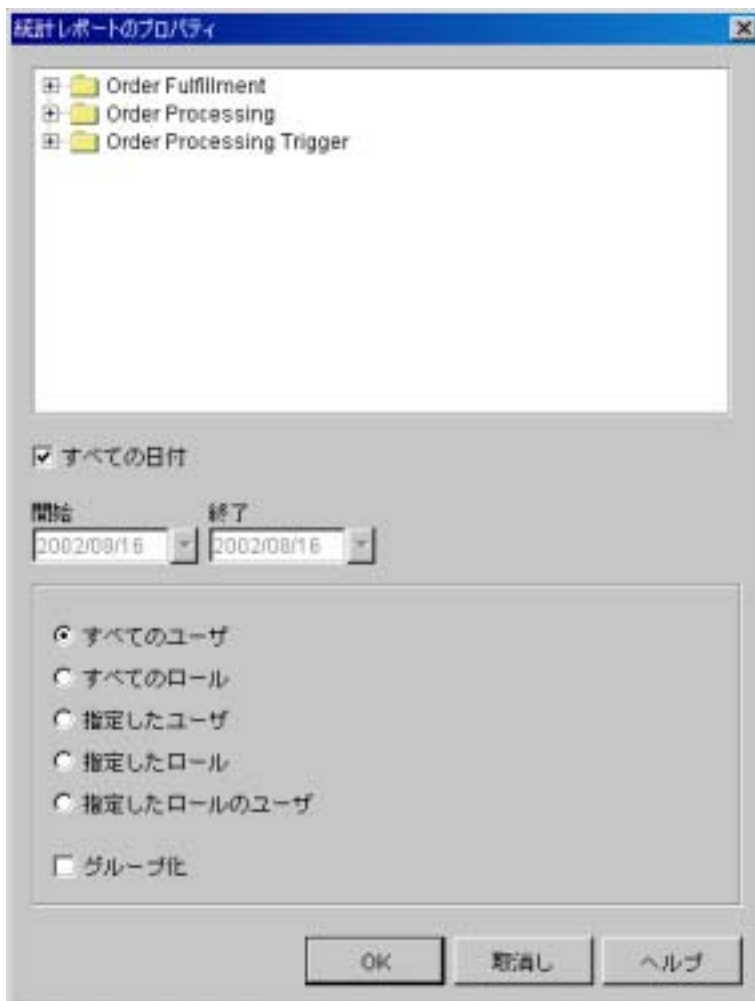 統計レポートのプロパティ
Order Fulfillment
Order Processing
Order Processing Trigger
すべての日付
開始 終了
2002/08/16 2002/08/16
すべてのユーザ
すべてのロール
指定したユーザ
指定したロール
指定したロールのユーザ
グループ化
OK 取消し ヘルプ